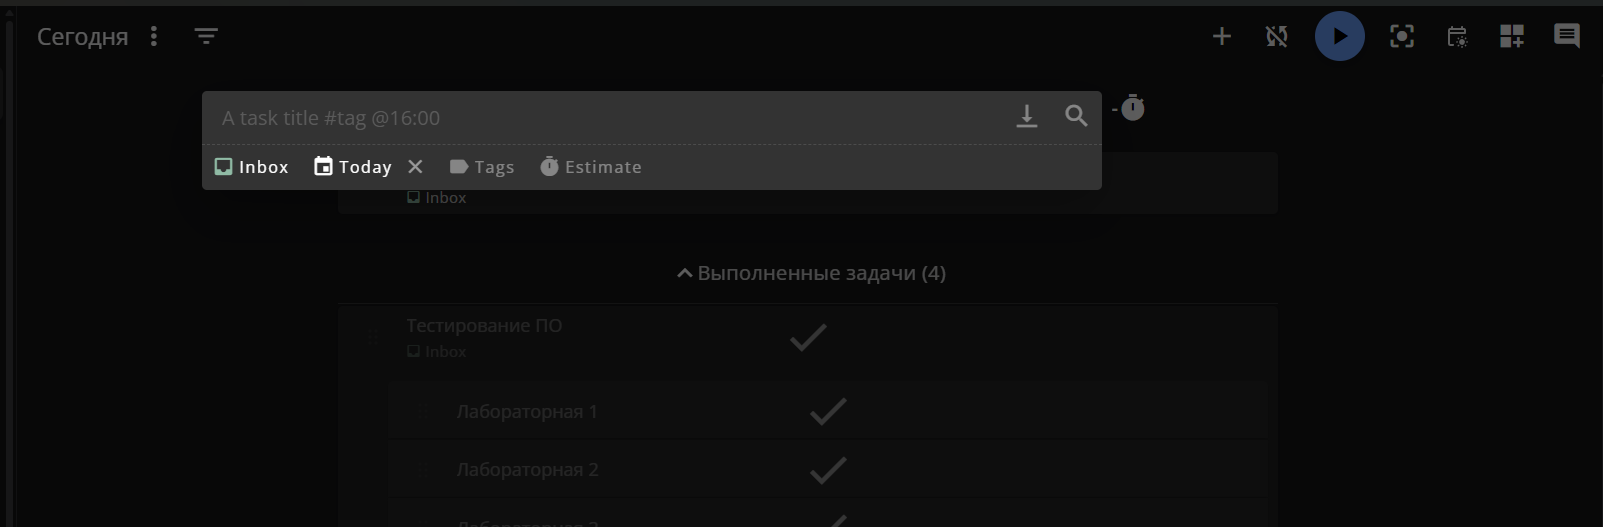 Сегодня
A task title #tag @16:00
-
Inbox Today Tags Estimate
Inbox
Выполненные задачи (4)
Тестирование ПО
Inbox
Лабораторная 1
Лабораторная 2